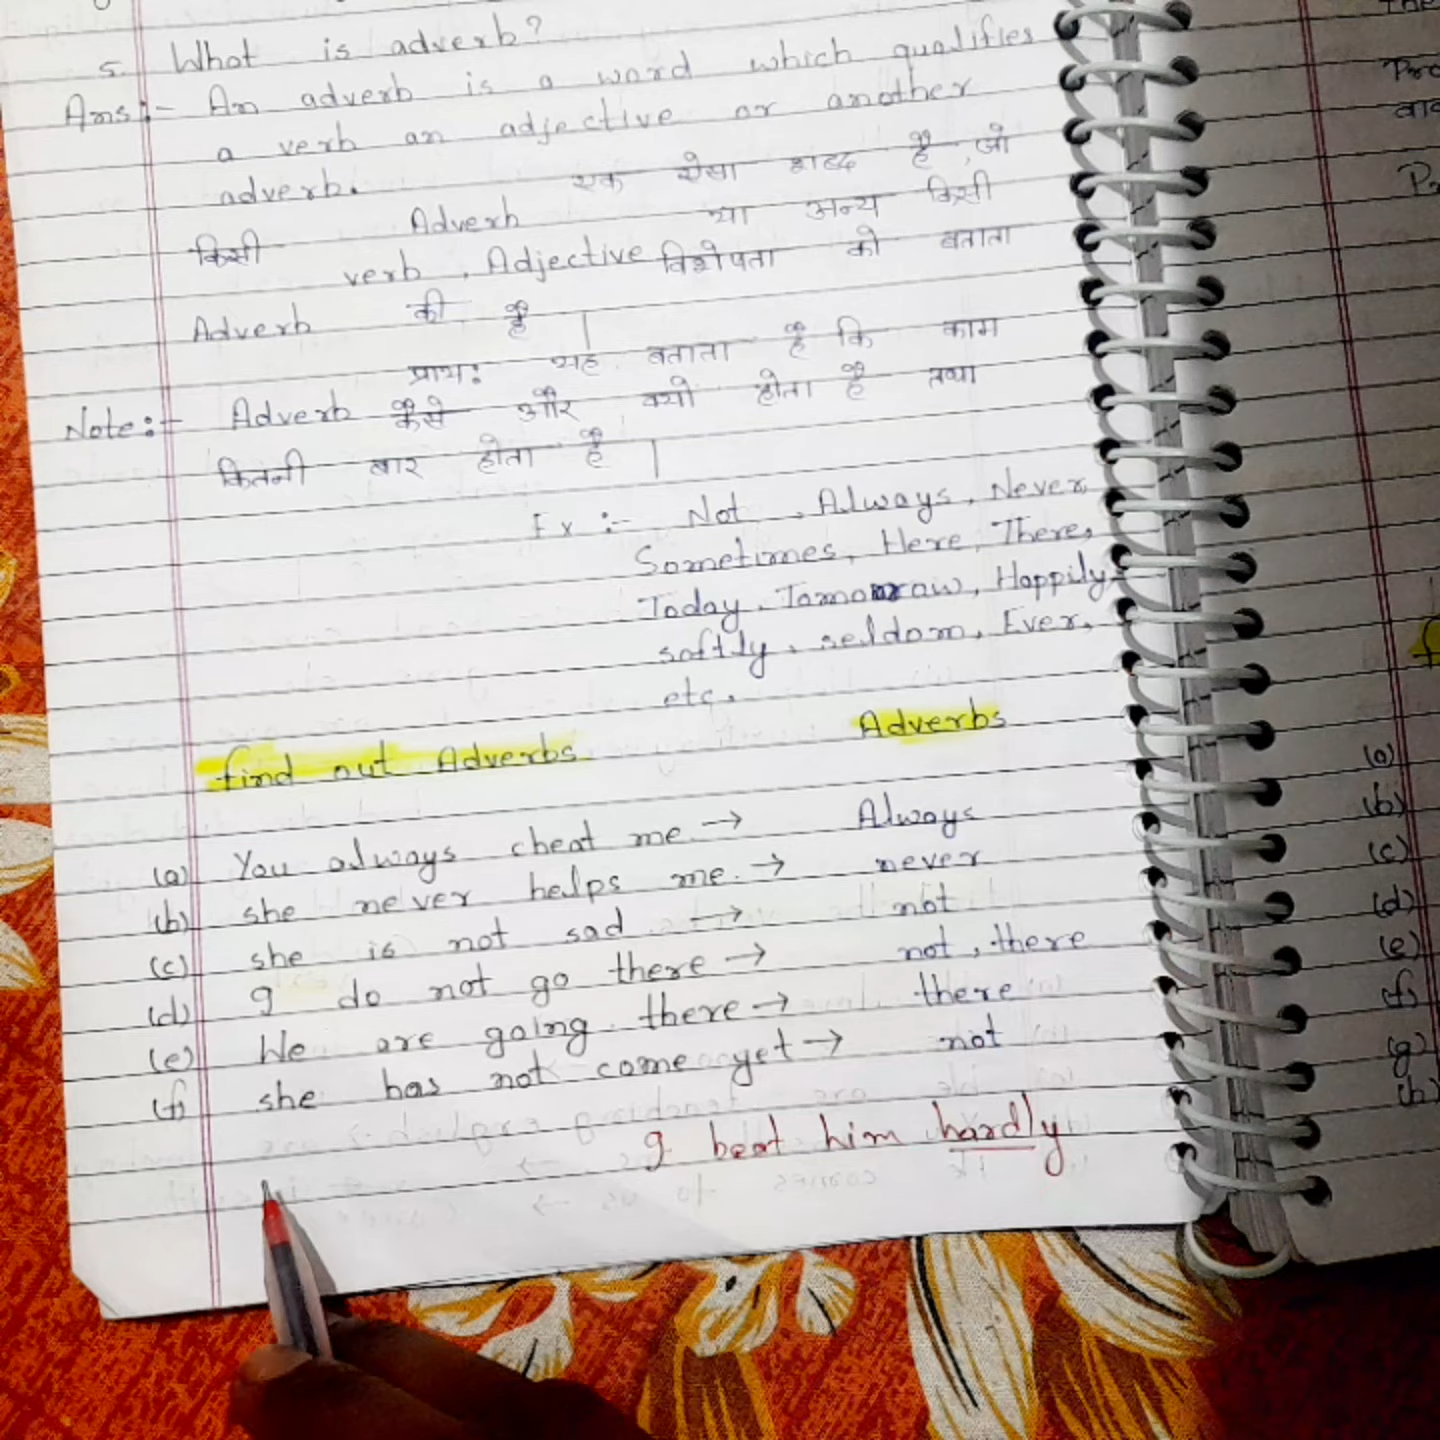 5. What is adverb?
Ans:- An adverb is a word which qualifies
a verb an adjective or another
adverb.
Adverb एक ऐसा शब्द है, जो
किसी verb, Adjective या अन्य किसी
Adverb की विशेषता को बताता
है |
Note:- Adverb प्राय: यह बताता है कि काम
कैसे और क्यो होता है तथा
कितनी बार होता है |
Ex:- Not, Always, Never,
Sometimes, Here, There,
Today, Tomorrow, Happily,
softly, seldom, Ever,
etc.
find out Adverbs Adverbs
(a) You always cheat me → Always
(b) she never helps me. → never
(c) she is not sad → not
(d) I do not go there → not, there
(e) We are going there → there
(f) she has not come yet → not
I beat him hardly
(a)
(b)
(c)
(d)
(e)
(f)
(g)
(h)